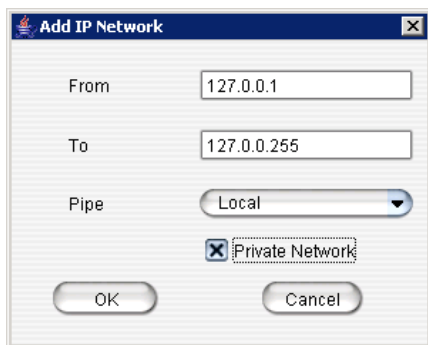 Add IP Network
From 127.0.0.1
To 127.0.0.255
Pipe Local
Private Network
OK Cancel